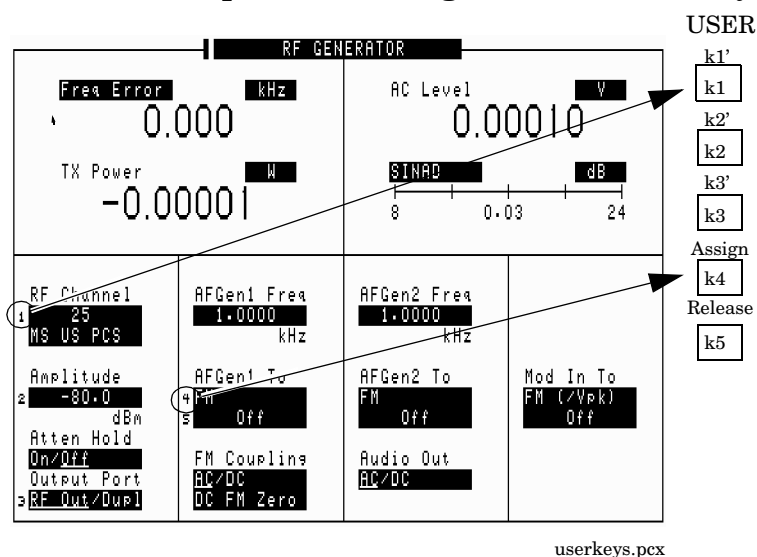 USER
RF GENERATOR
k1'
k1
Freq Error kHz
0.000
AC Level V
0.00010
k2'
k2
TX Power W
-0.00001
SINAD dB
8 0.03 24
k3'
k3
Assign
k4
Release
k5
RF Channel
1 25
MS US PCS
Amplitude
2 -80.0
dBm
Atten Hold
On/Off
Output Port
3 RF Out/Dupl
AFGen1 Freq
1.0000
kHz
AFGen1 To
4 FM
5 Off
FM Coupling
AC/DC
DC FM Zero
AFGen2 Freq
1.0000
kHz
AFGen2 To
FM
Off
Audio Out
AC/DC
Mod In To
FM (/Vpk)
Off
userkeys.pcx